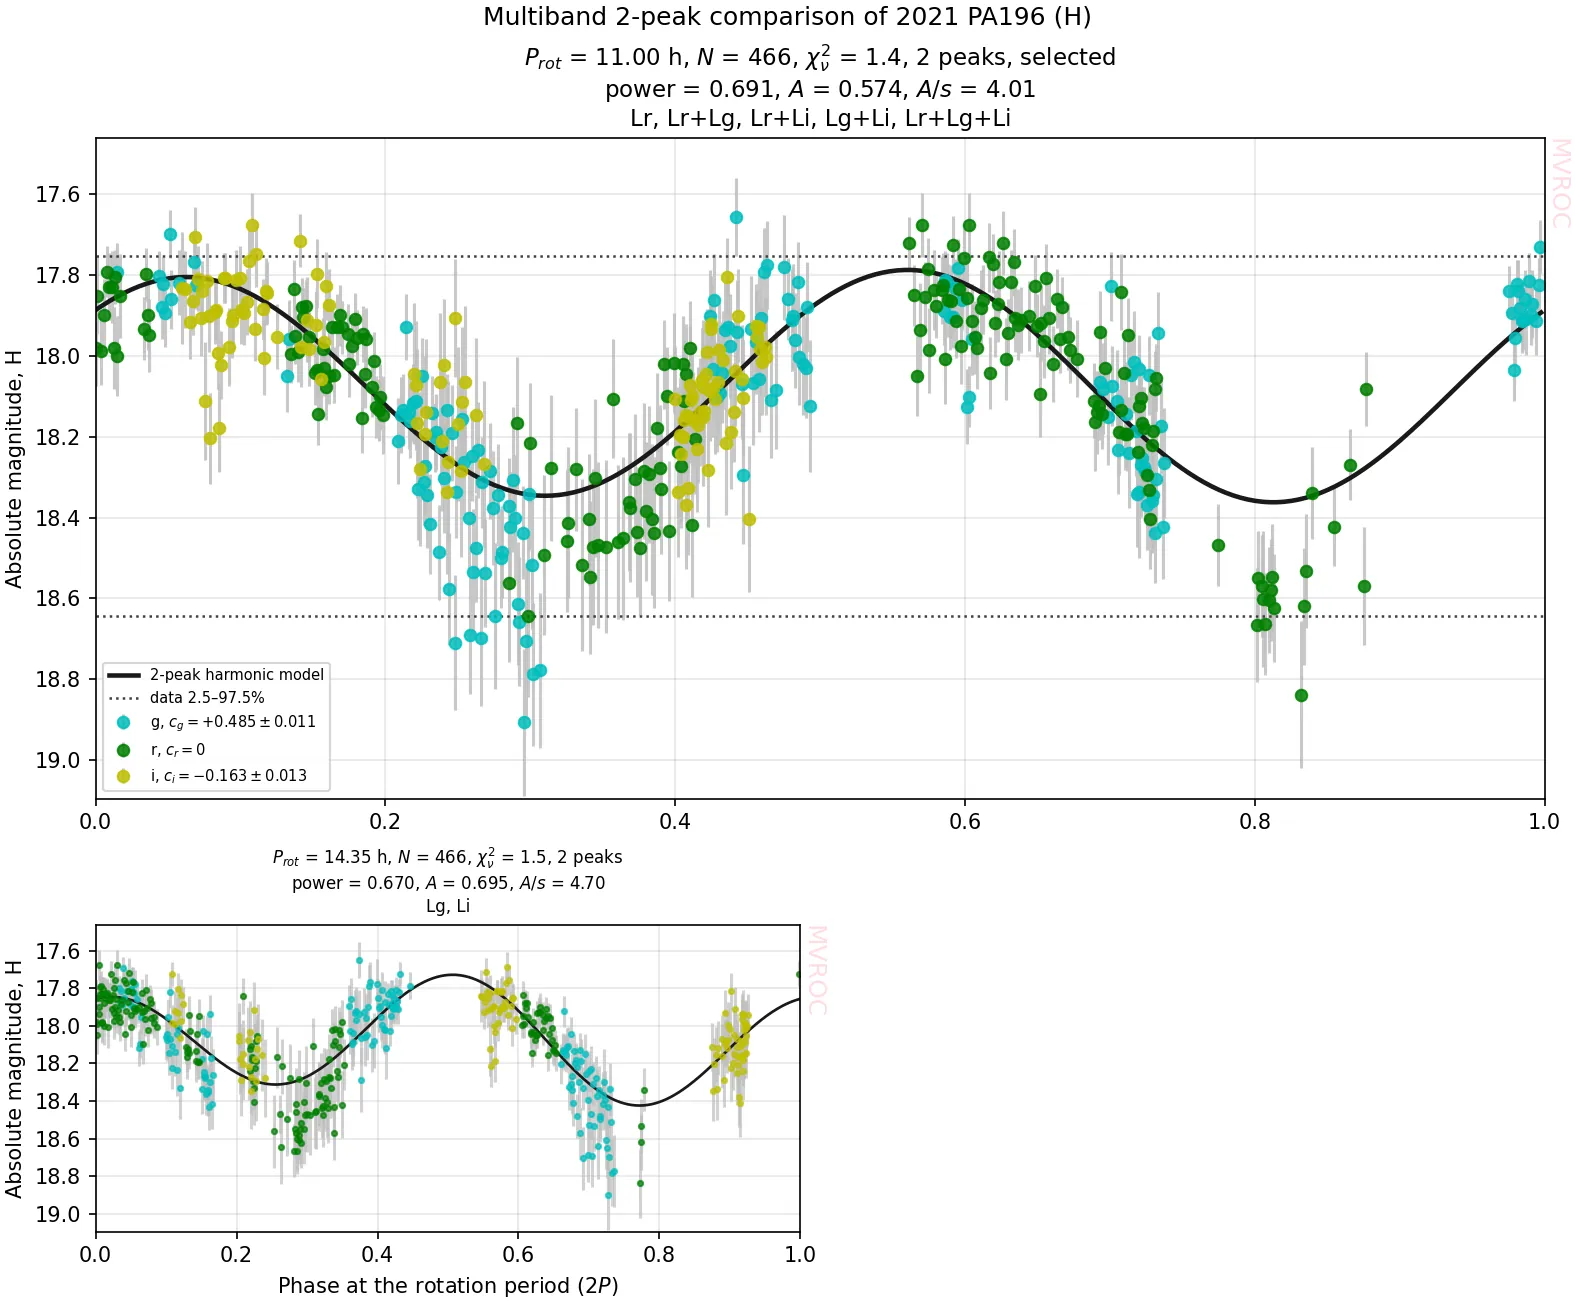 Multiband 2-peak comparison of 2021 PA196 (H)
P_rot = 11.00 h, N = 466, χ²_ν = 1.4, 2 peaks, selected
power = 0.691, A = 0.574, A/s = 4.01
Lr, Lr+Lg, Lr+Li, Lg+Li, Lr+Lg+Li
MVROC
Absolute magnitude, H
17.6
17.8
18.0
18.2
18.4
18.6
18.8
19.0
2-peak harmonic model
data 2.5–97.5%
g, c_g = +0.485 ± 0.011
r, c_r = 0
i, c_i = −0.163 ± 0.013
0.0 0.2 0.4 0.6 0.8 1.0
P_rot = 14.35 h, N = 466, χ²_ν = 1.5, 2 peaks
power = 0.670, A = 0.695, A/s = 4.70
Lg, Li
MVROC
Absolute magnitude, H
17.6
17.8
18.0
18.2
18.4
18.6
18.8
19.0
0.0 0.2 0.4 0.6 0.8 1.0
Phase at the rotation period (2P)